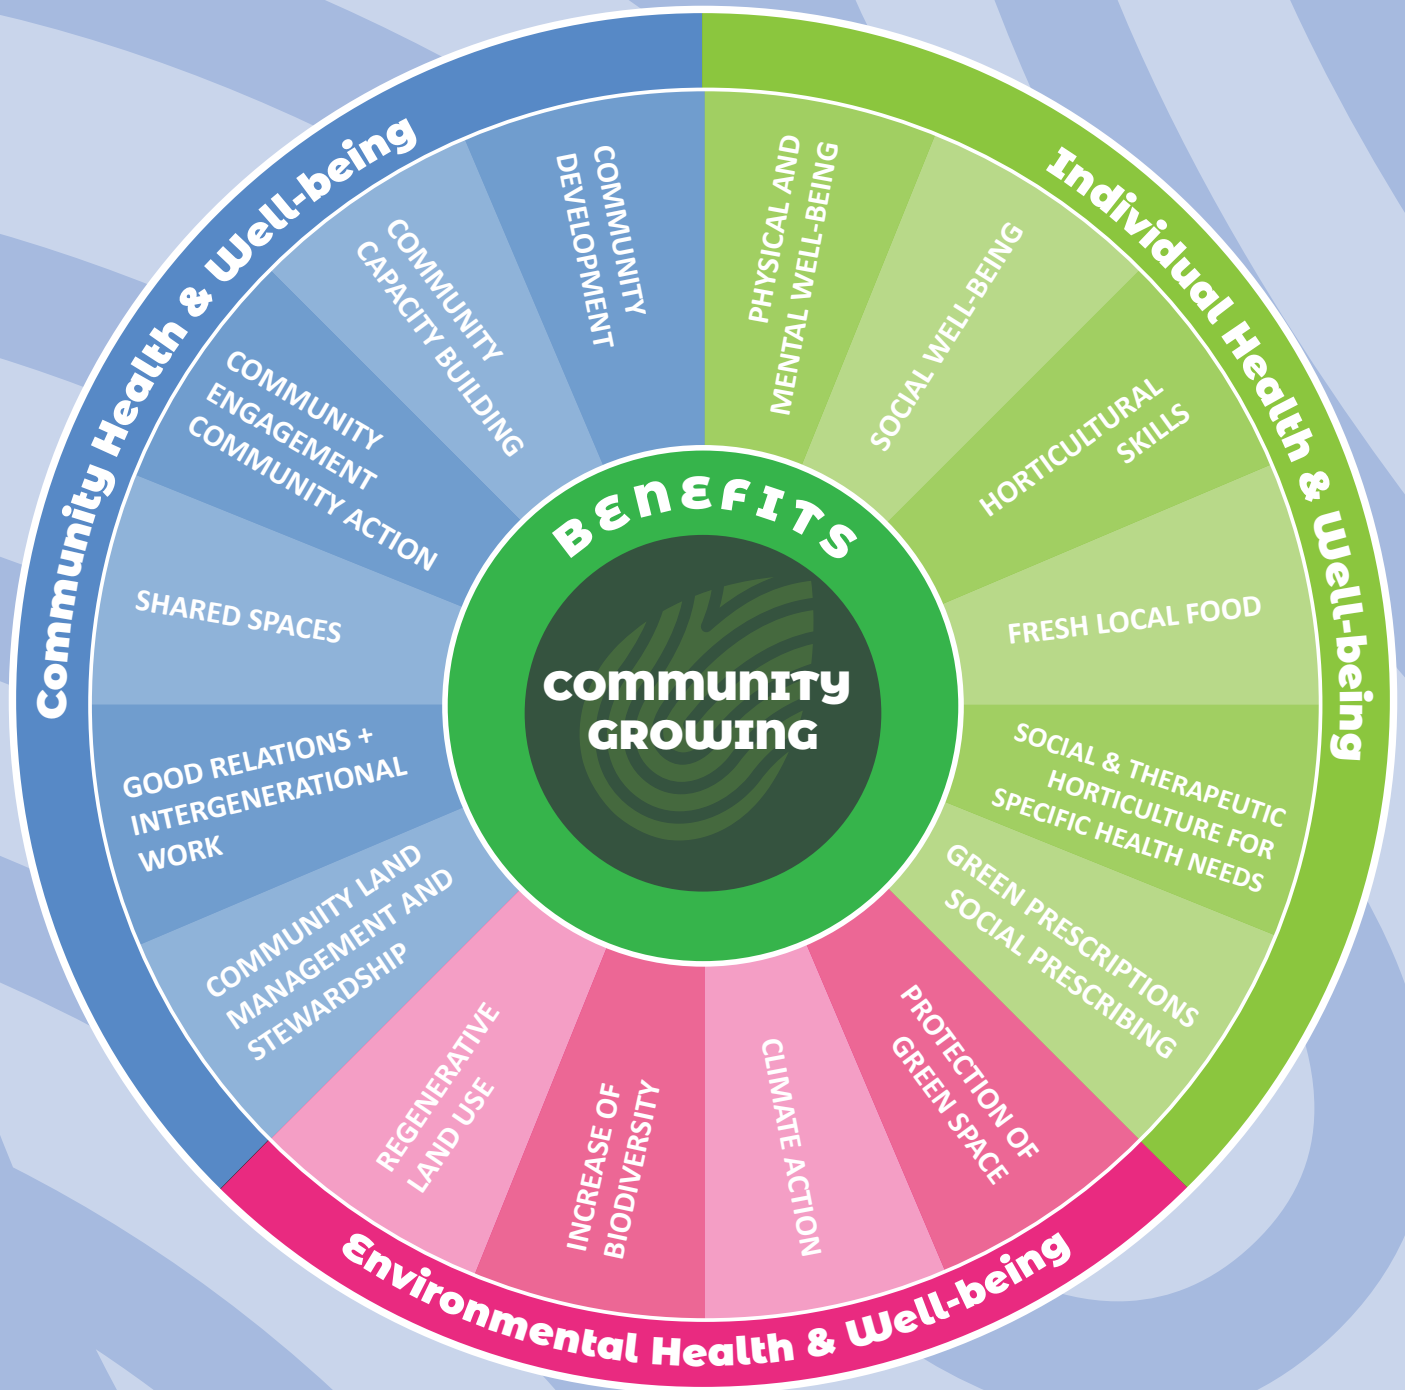 BENEFITS
COMMUNITY
GROWING
Individual Health & Well-being
PHYSICAL AND
MENTAL WELL-BEING
SOCIAL WELL-BEING
HORTICULTURAL
SKILLS
FRESH LOCAL FOOD
SOCIAL & THERAPEUTIC
HORTICULTURE FOR
SPECIFIC HEALTH NEEDS
GREEN PRESCRIPTIONS
SOCIAL PRESCRIBING
Environmental Health & Well-being
PROTECTION OF
GREEN SPACE
CLIMATE ACTION
INCREASE OF
BIODIVERSITY
REGENERATIVE
LAND USE
Community Health & Well-being
COMMUNITY LAND
MANAGEMENT AND
STEWARDSHIP
GOOD RELATIONS +
INTERGENERATIONAL
WORK
SHARED SPACES
COMMUNITY
ENGAGEMENT
COMMUNITY ACTION
COMMUNITY
CAPACITY BUILDING
COMMUNITY
DEVELOPMENT